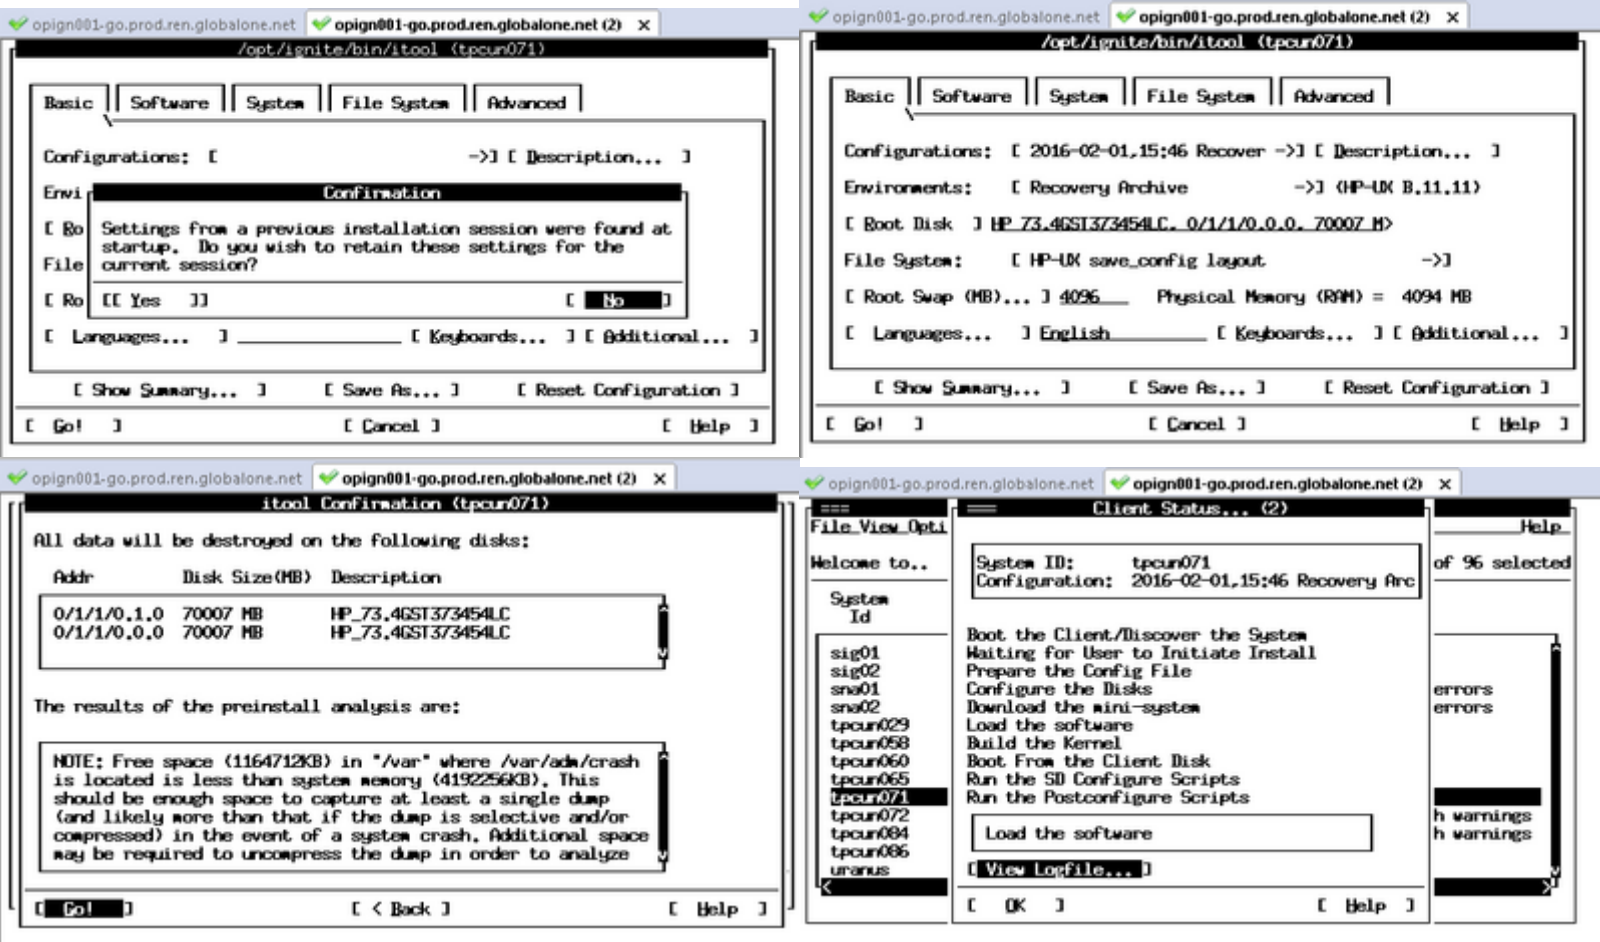 opign001-go.prod.ren.globalone.net opign001-go.prod.ren.globalone.net (2) ×
/opt/ignite/bin/itool (tpcun071)
Basic Software System File System Advanced
Configurations: [ ->] [ Description... ]
Envi
Confirmation
[ Ro
Settings from a previous installation session were found at
startup. Do you wish to retain these settings for the
File
current session?
[ Ro
[[ Yes ]] [ No ]
[ Languages... ] [ Keyboards... ] [ Additional... ]
[ Show Summary... ] [ Save As... ] [ Reset Configuration ]
[ Go! ] [ Cancel ] [ Help ]
opign001-go.prod.ren.globalone.net opign001-go.prod.ren.globalone.net (2) ×
/opt/ignite/bin/itool (tpcun071)
Basic Software System File System Advanced
Configurations: [ 2016-02-01,15:46 Recover ->] [ Description... ]
Environments: [ Recovery Archive ->] (HP-UX B.11.11)
[ Root Disk ] HP_73.4GST373454LC, 0/1/1/0.0.0, 70007 M>
File System: [ HP-UX save_config layout ->]
[ Root Swap (MB)... ] 4096 Physical Memory (RAM) = 4094 MB
[ Languages... ] English [ Keyboards... ] [ Additional... ]
[ Show Summary... ] [ Save As... ] [ Reset Configuration ]
[ Go! ] [ Cancel ] [ Help ]
opign001-go.prod.ren.globalone.net opign001-go.prod.ren.globalone.net (2) ×
itool Confirmation (tpcun071)
All data will be destroyed on the following disks:
Addr Disk Size(MB) Description
0/1/1/0.1.0 70007 MB HP_73.4GST373454LC
0/1/1/0.0.0 70007 MB HP_73.4GST373454LC
The results of the preinstall analysis are:
NOTE: Free space (1164712KB) in "/var" where /var/adm/crash
is located is less than system memory (4192256KB). This
should be enough space to capture at least a single dump
(and likely more than that if the dump is selective and/or
compressed) in the event of a system crash. Additional space
may be required to uncompress the dump in order to analyze
[ Go! ] [ < Back ] [ Help ]
opign001-go.prod.ren.globalone.net opign001-go.prod.ren.globalone.net (2) ×
=== Client Status... (2)
File View Opti Help
Welcome to.. of 96 selected
System ID: tpcun071
Configuration: 2016-02-01,15:46 Recovery Arc
System
Id
Boot the Client/Discover the System
sig01 Waiting for User to Initiate Install
sig02 Prepare the Config File
sna01 Configure the Disks errors
sna02 Download the mini-system errors
tpcun029 Load the software
tpcun058 Build the Kernel
tpcun060 Boot From the Client Disk
tpcun065 Run the SD Configure Scripts
tpcun071 Run the Postconfigure Scripts
tpcun072 h warnings
tpcun084 Load the software h warnings
tpcun086
uranus [ View Logfile... ]
< >
[ OK ] [ Help ]